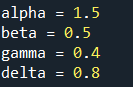 alpha = 1.5
beta = 0.5
gamma = 0.4
delta = 0.8